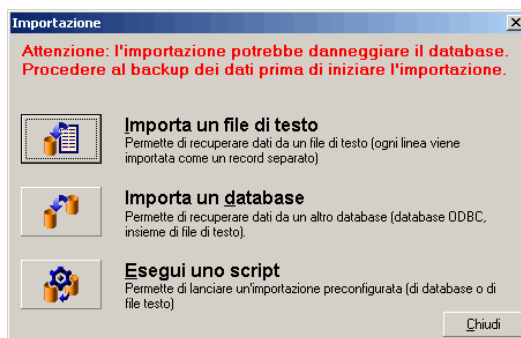 Importazione
Attenzione: l'importazione potrebbe danneggiare il database.
Procedere al backup dei dati prima di iniziare l'importazione.
Importa un file di testo
Permette di recuperare dati da un file di testo (ogni linea viene
importata come un record separato)
Importa un database
Permette di recuperare dati da un altro database (database ODBC,
insieme di file di testo).
Esegui uno script
Permette di lanciare un'importazione preconfigurata (di database o di
file testo)
Chiudi